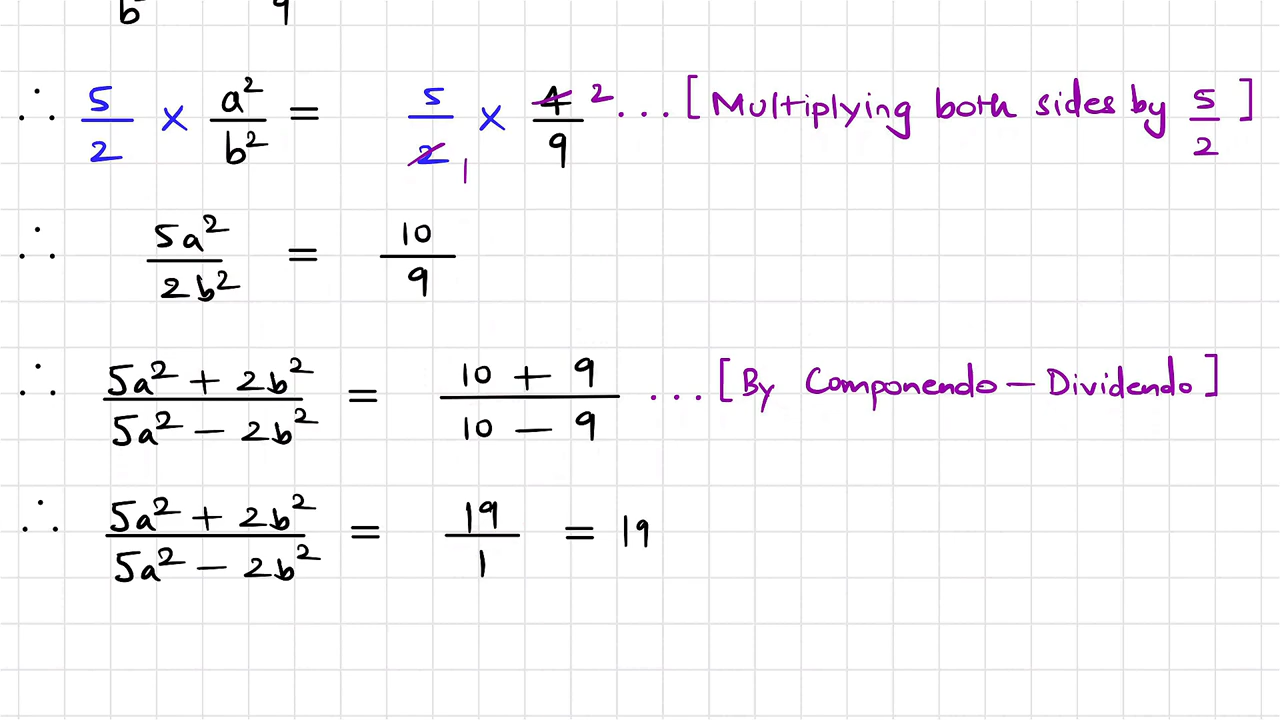 b² 9
∴ 5/2 × a²/b² = 5/2 1 × 4/9 2 ... [Multiplying both sides by 5/2]
∴ 5a²/2b² = 10/9
∴ (5a² + 2b²)/(5a² − 2b²) = (10 + 9)/(10 − 9) ... [By Componendo − Dividendo]
∴ (5a² + 2b²)/(5a² − 2b²) = 19/1 = 19